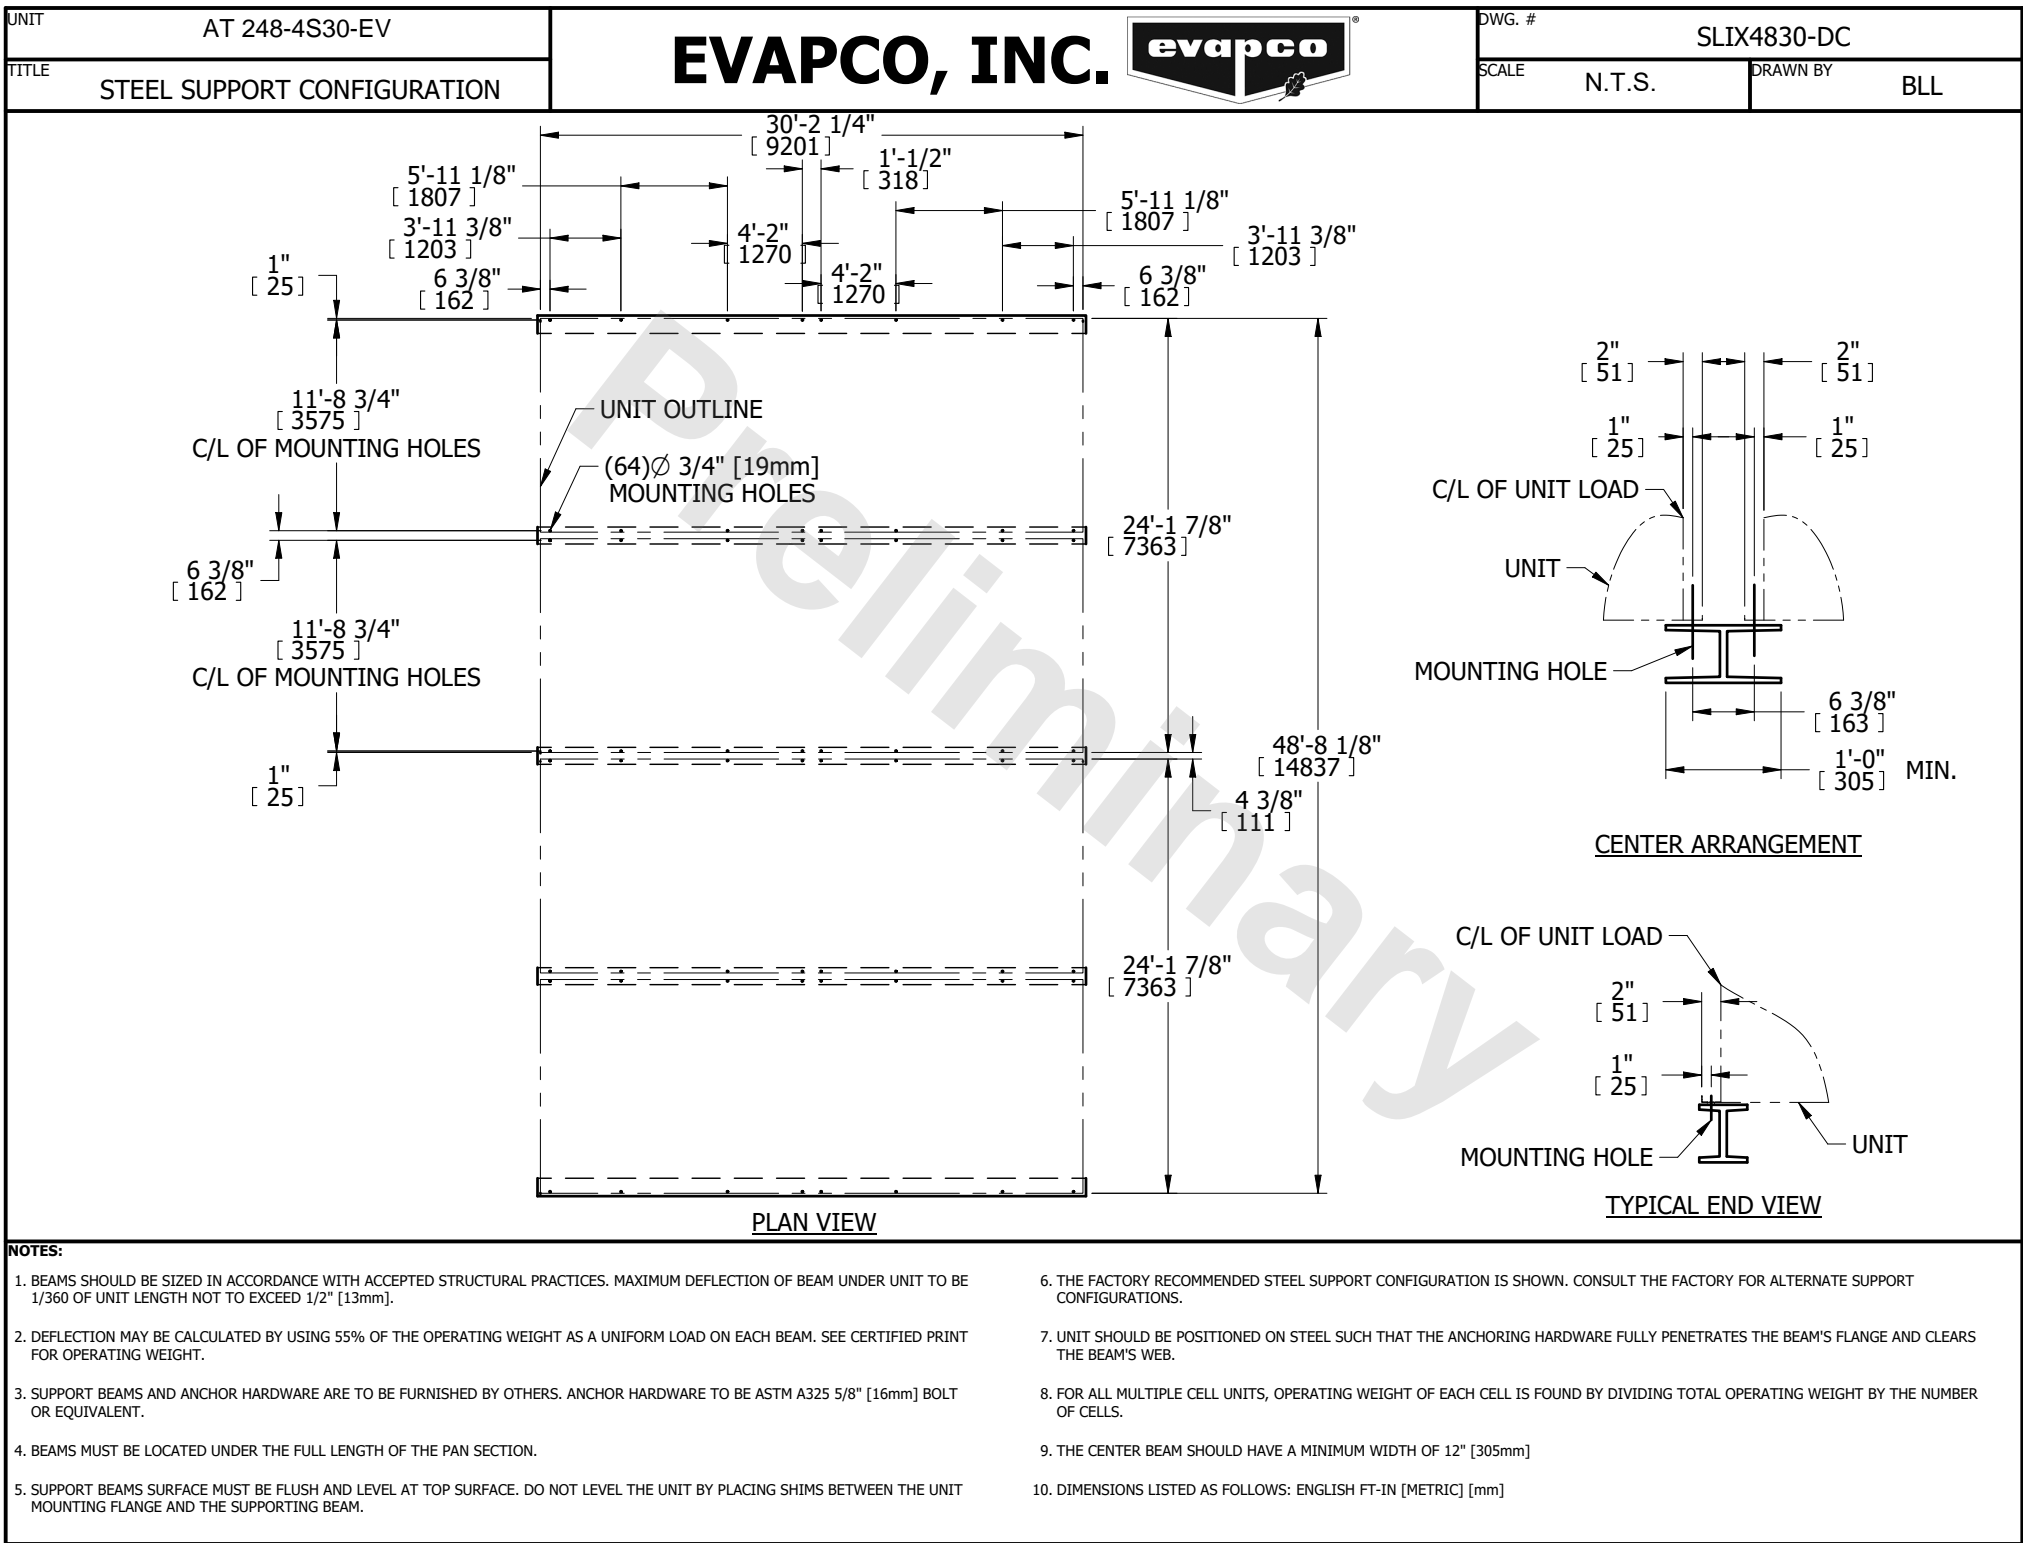 UNIT
AT 248-4S30-EV
TITLE
STEEL SUPPORT CONFIGURATION
EVAPCO, INC.
evapco
®
DWG. #
SLIX4830-DC
SCALE
N.T.S.
DRAWN BY
BLL
30'-2 1/4"
[ 9201 ]
1'-1/2"
[ 318 ]
5'-11 1/8"
[ 1807 ]
5'-11 1/8"
[ 1807 ]
3'-11 3/8"
[ 1203 ]
4'-2"
[ 1270 ]
3'-11 3/8"
[ 1203 ]
1"
[ 25 ]
6 3/8"
[ 162 ]
4'-2"
[ 1270 ]
6 3/8"
[ 162 ]
11'-8 3/4"
[ 3575 ]
C/L OF MOUNTING HOLES
UNIT OUTLINE
(64)Ø 3/4" [19mm]
MOUNTING HOLES
6 3/8"
[ 162 ]
24'-1 7/8"
[ 7363 ]
11'-8 3/4"
[ 3575 ]
C/L OF MOUNTING HOLES
1"
[ 25 ]
48'-8 1/8"
[ 14837 ]
4 3/8"
[ 111 ]
24'-1 7/8"
[ 7363 ]
PLAN VIEW
Preliminary
2"
[ 51 ]
2"
[ 51 ]
1"
[ 25 ]
1"
[ 25 ]
C/L OF UNIT LOAD
UNIT
MOUNTING HOLE
6 3/8"
[ 163 ]
1'-0"
[ 305 ] MIN.
CENTER ARRANGEMENT
C/L OF UNIT LOAD
2"
[ 51 ]
1"
[ 25 ]
MOUNTING HOLE
UNIT
TYPICAL END VIEW
NOTES:
1. BEAMS SHOULD BE SIZED IN ACCORDANCE WITH ACCEPTED STRUCTURAL PRACTICES. MAXIMUM DEFLECTION OF BEAM UNDER UNIT TO BE
1/360 OF UNIT LENGTH NOT TO EXCEED 1/2" [13mm].
2. DEFLECTION MAY BE CALCULATED BY USING 55% OF THE OPERATING WEIGHT AS A UNIFORM LOAD ON EACH BEAM. SEE CERTIFIED PRINT
FOR OPERATING WEIGHT.
3. SUPPORT BEAMS AND ANCHOR HARDWARE ARE TO BE FURNISHED BY OTHERS. ANCHOR HARDWARE TO BE ASTM A325 5/8" [16mm] BOLT
OR EQUIVALENT.
4. BEAMS MUST BE LOCATED UNDER THE FULL LENGTH OF THE PAN SECTION.
5. SUPPORT BEAMS SURFACE MUST BE FLUSH AND LEVEL AT TOP SURFACE. DO NOT LEVEL THE UNIT BY PLACING SHIMS BETWEEN THE UNIT
MOUNTING FLANGE AND THE SUPPORTING BEAM.
6. THE FACTORY RECOMMENDED STEEL SUPPORT CONFIGURATION IS SHOWN. CONSULT THE FACTORY FOR ALTERNATE SUPPORT
CONFIGURATIONS.
7. UNIT SHOULD BE POSITIONED ON STEEL SUCH THAT THE ANCHORING HARDWARE FULLY PENETRATES THE BEAM'S FLANGE AND CLEARS
THE BEAM'S WEB.
8. FOR ALL MULTIPLE CELL UNITS, OPERATING WEIGHT OF EACH CELL IS FOUND BY DIVIDING TOTAL OPERATING WEIGHT BY THE NUMBER
OF CELLS.
9. THE CENTER BEAM SHOULD HAVE A MINIMUM WIDTH OF 12" [305mm]
10. DIMENSIONS LISTED AS FOLLOWS: ENGLISH FT-IN [METRIC] [mm]